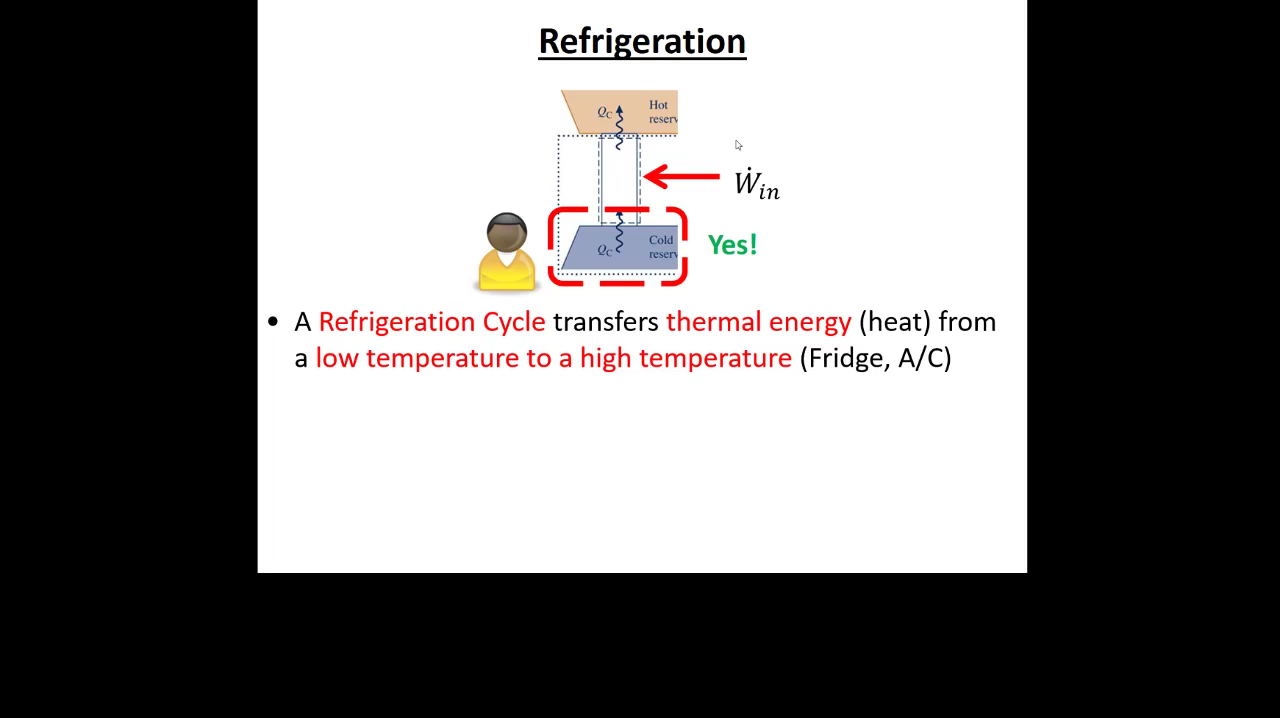 Refrigeration
Q_C
Hot
reserv
Ẇ_in
Q_C
Cold
reserv
Yes!
• A Refrigeration Cycle transfers thermal energy (heat) from
a low temperature to a high temperature (Fridge, A/C)